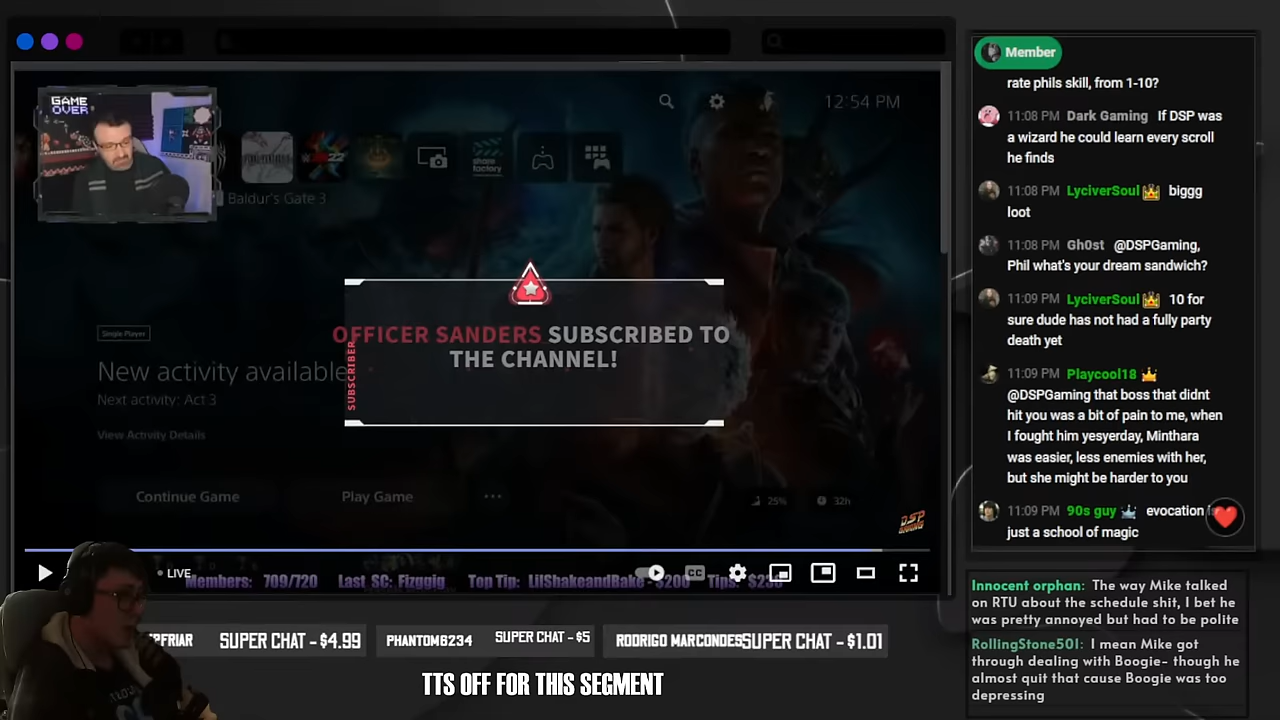 GAME
OVER
12:54 PM
share
factory
Baldur's Gate 3
OFFICER SANDERS SUBSCRIBED TO
THE CHANNEL!
SUBSCRIBER
Single Player
New activity available
Next activity: Act 3
View Activity Details
Continue Game
Play Game
25%
32h
DSP
GAMING
LIVE
Members: 709/720 Last SC: Fizggig Top Tip: LilShakeandBake - $200 Tips:
CC
SUPER CHAT - $4.99
PHANTOM6234 SUPER CHAT - $5
RODRIGO MARCONDES SUPER CHAT - $1.01
TTS OFF FOR THIS SEGMENT
Member
rate phils skill, from 1-10?
11:08 PM Dark Gaming If DSP was
a wizard he could learn every scroll
he finds
11:08 PM LyciverSoul biggg
loot
11:08 PM Gh0st @DSPGaming,
Phil what's your dream sandwich?
11:09 PM LyciverSoul 10 for
sure dude has not had a fully party
death yet
11:09 PM Playcool18
@DSPGaming that boss that didnt
hit you was a bit of pain to me, when
I fought him yesyerday, Minthara
was easier, less enemies with her,
but she might be harder to you
11:09 PM 90s guy evocation
just a school of magic
Innocent orphan: The way Mike talked
on RTU about the schedule shit, I bet he
was pretty annoyed but had to be polite
RollingStone501: I mean Mike got
through dealing with Boogie- though he
almost quit that cause Boogie was too
depressing